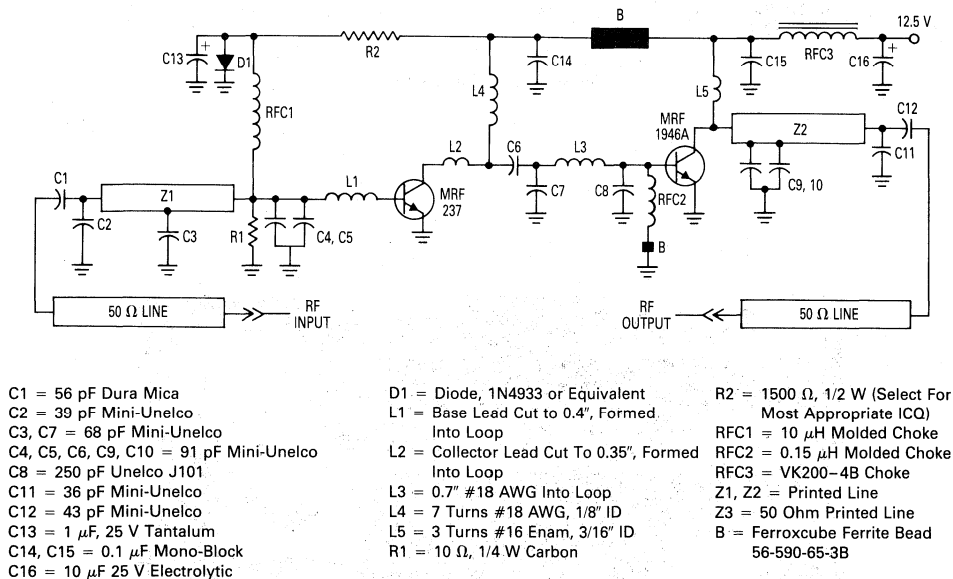 B
12.5 V
C13
+
D1
R2
C14
C15
RFC3
C16
+
RFC1
L4
L5
C12
MRF
1946A
Z2
C6
L3
L2
C11
C1
Z1
L1
MRF
237
C7
C8
RFC2
C9, 10
C2
C3
R1
C4, C5
B
50 Ω LINE
RF
INPUT
RF
OUTPUT
50 Ω LINE
C1 = 56 pF Dura Mica
C2 = 39 pF Mini-Unelco
C3, C7 = 68 pF Mini-Unelco
C4, C5, C6, C9, C10 = 91 pF Mini-Unelco
C8 = 250 pF Unelco J101
C11 = 36 pF Mini-Unelco
C12 = 43 pF Mini-Unelco
C13 = 1 μF, 25 V Tantalum
C14, C15 = 0.1 μF Mono-Block
C16 = 10 μF 25 V Electrolytic
D1 = Diode, 1N4933 or Equivalent
L1 = Base Lead Cut to 0.4", Formed
Into Loop
L2 = Collector Lead Cut To 0.35", Formed
Into Loop
L3 = 0.7" #18 AWG Into Loop
L4 = 7 Turns #18 AWG, 1/8" ID
L5 = 3 Turns #16 Enam, 3/16" ID
R1 = 10 Ω, 1/4 W Carbon
R2 = 1500 Ω, 1/2 W (Select For
Most Appropriate ICQ)
RFC1 = 10 μH Molded Choke
RFC2 = 0.15 μH Molded Choke
RFC3 = VK200-4B Choke
Z1, Z2 = Printed Line
Z3 = 50 Ohm Printed Line
B = Ferroxcube Ferrite Bead
56-590-65-3B